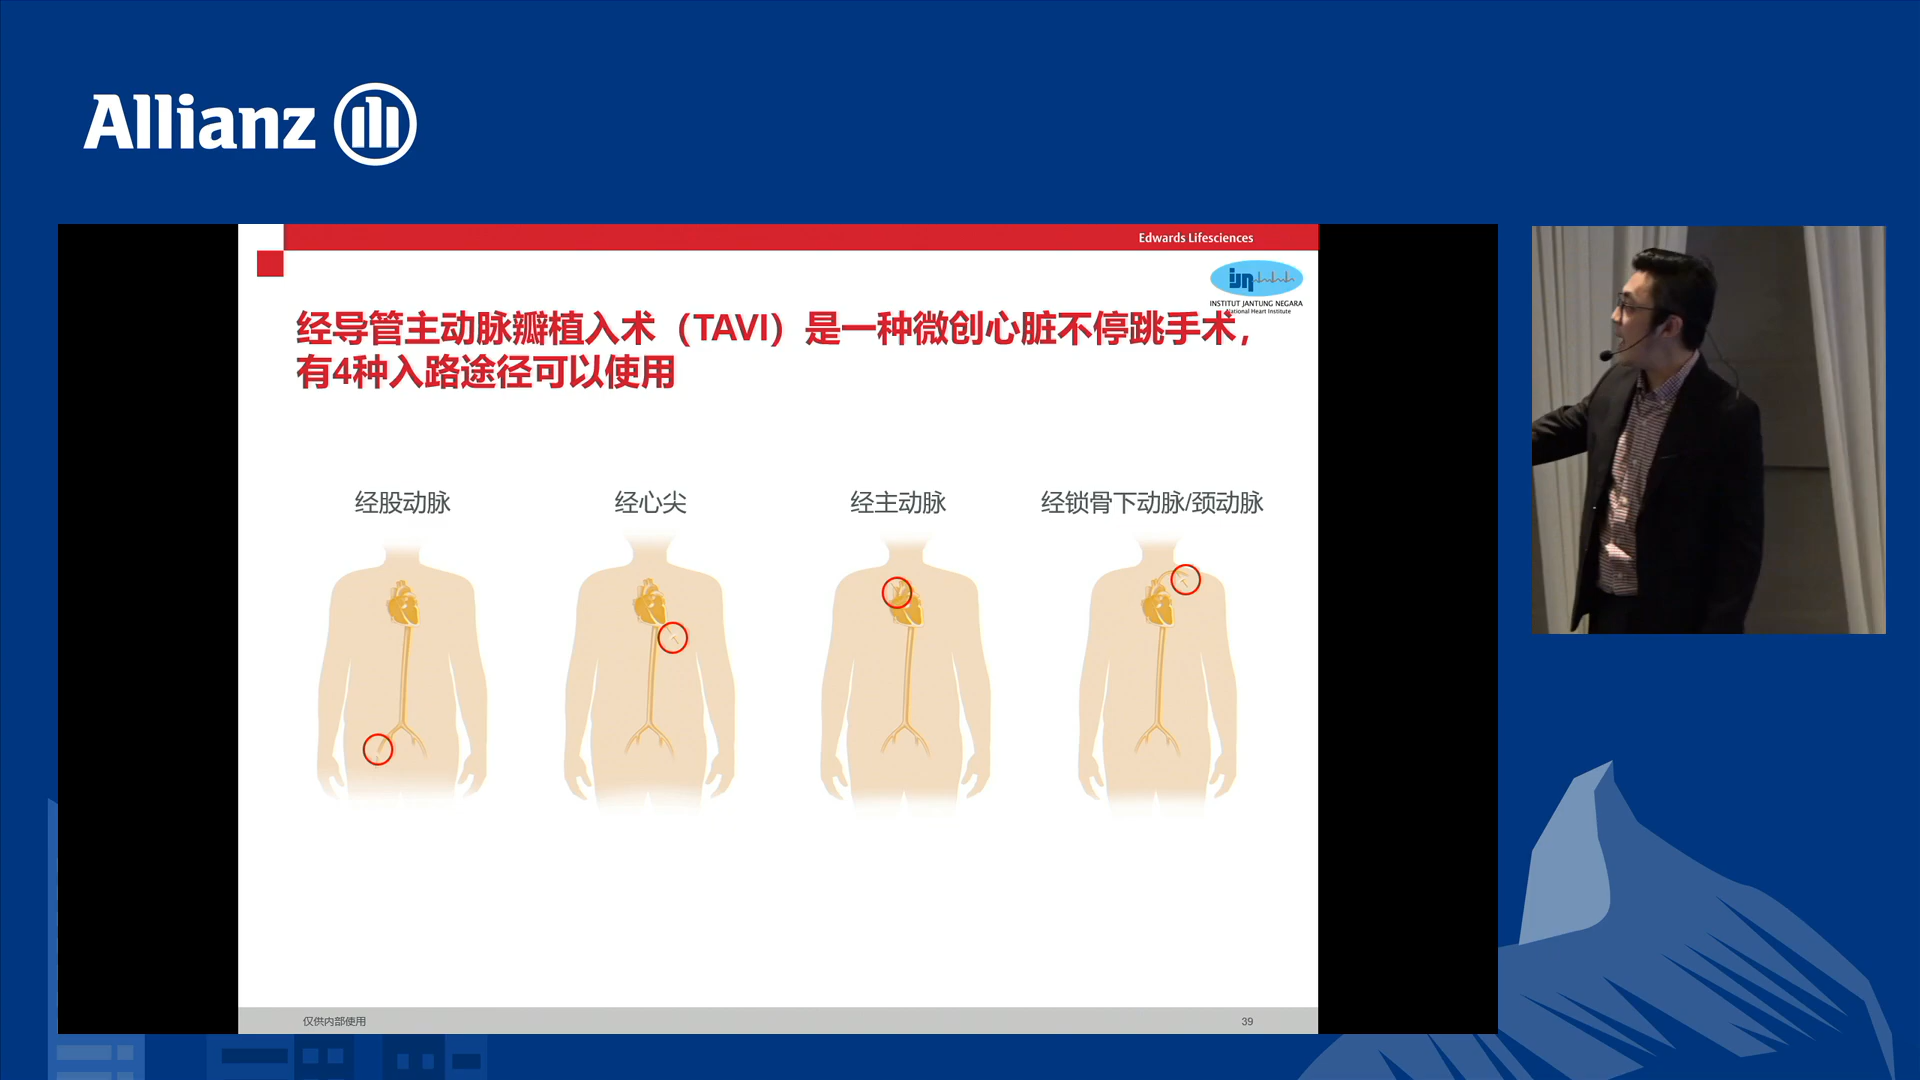 Allianz
Edwards Lifesciences
ijn
INSTITUT JANTUNG NEGARA
National Heart Institute
经导管主动脉瓣植入术（TAVI）是一种微创心脏不停跳手术，
有4种入路途径可以使用
经股动脉
经心尖
经主动脉
经锁骨下动脉/颈动脉
仅供内部使用
39